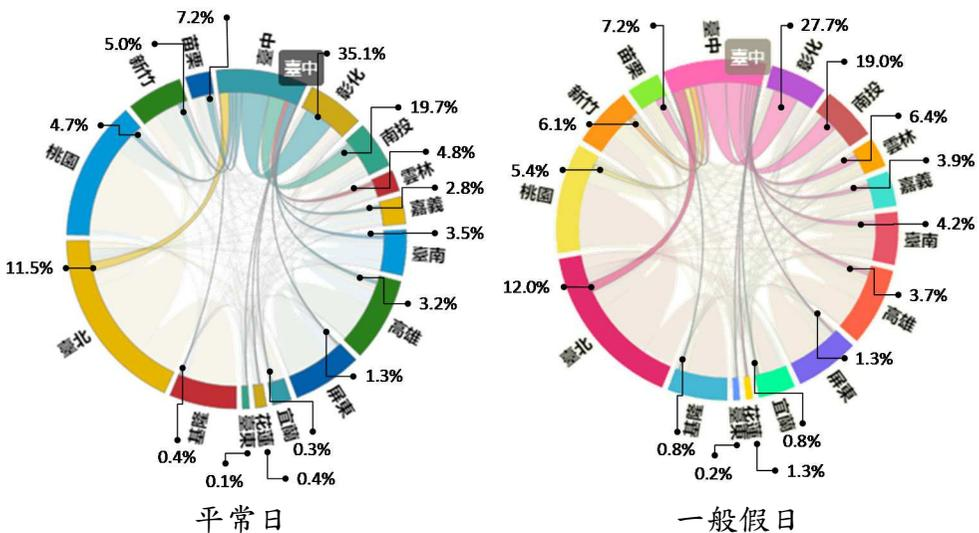 7.2%
5.0%
苗栗
臺中
臺中
35.1%
新竹
彰化
19.7%
4.7%
桃園
南投
雲林
4.8%
嘉義
2.8%
臺南
3.5%
11.5%
高雄
3.2%
臺北
屏東
1.3%
基隆
臺東
花蓮
宜蘭
0.4%
0.3%
0.1%
0.4%
平常日
7.2%
苗栗
臺中
臺中
27.7%
彰化
19.0%
新竹
南投
6.1%
6.4%
雲林
5.4%
桃園
3.9%
嘉義
4.2%
臺南
12.0%
3.7%
高雄
臺北
1.3%
屏東
基隆
臺東
花蓮
宜蘭
0.8%
0.8%
0.2%
1.3%
一般假日